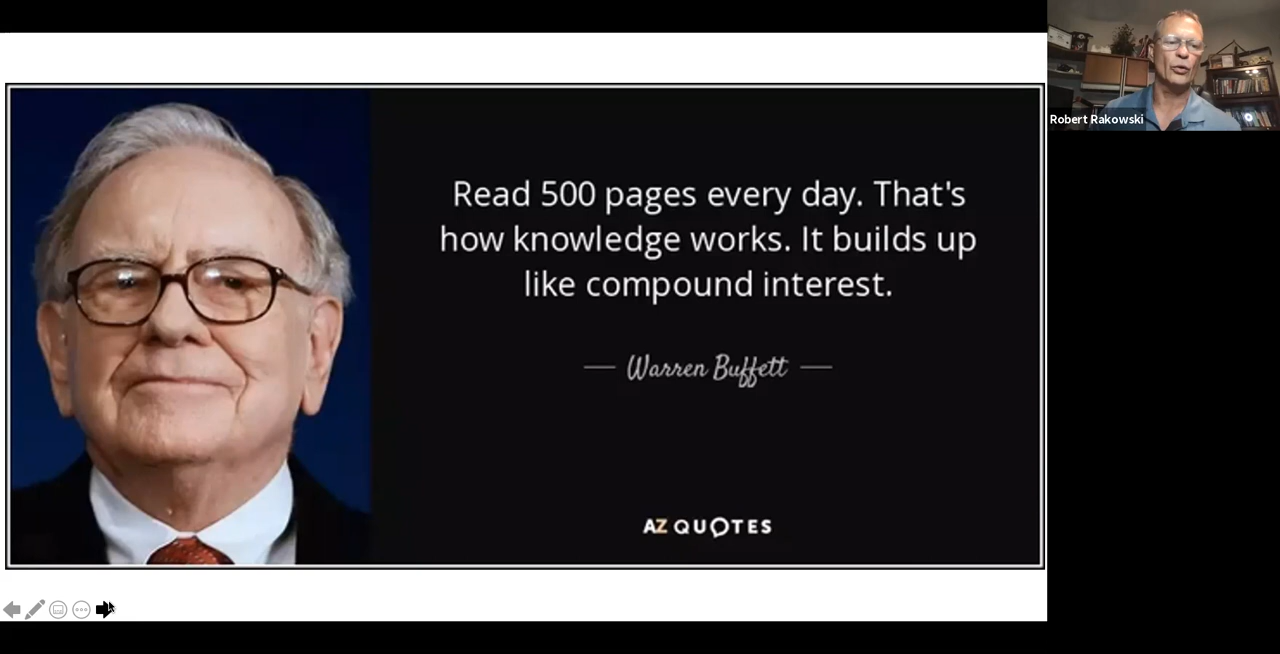 Read 500 pages every day. That's
how knowledge works. It builds up
like compound interest.
Warren Buffett
AZ QUOTES
Robert Rakowski